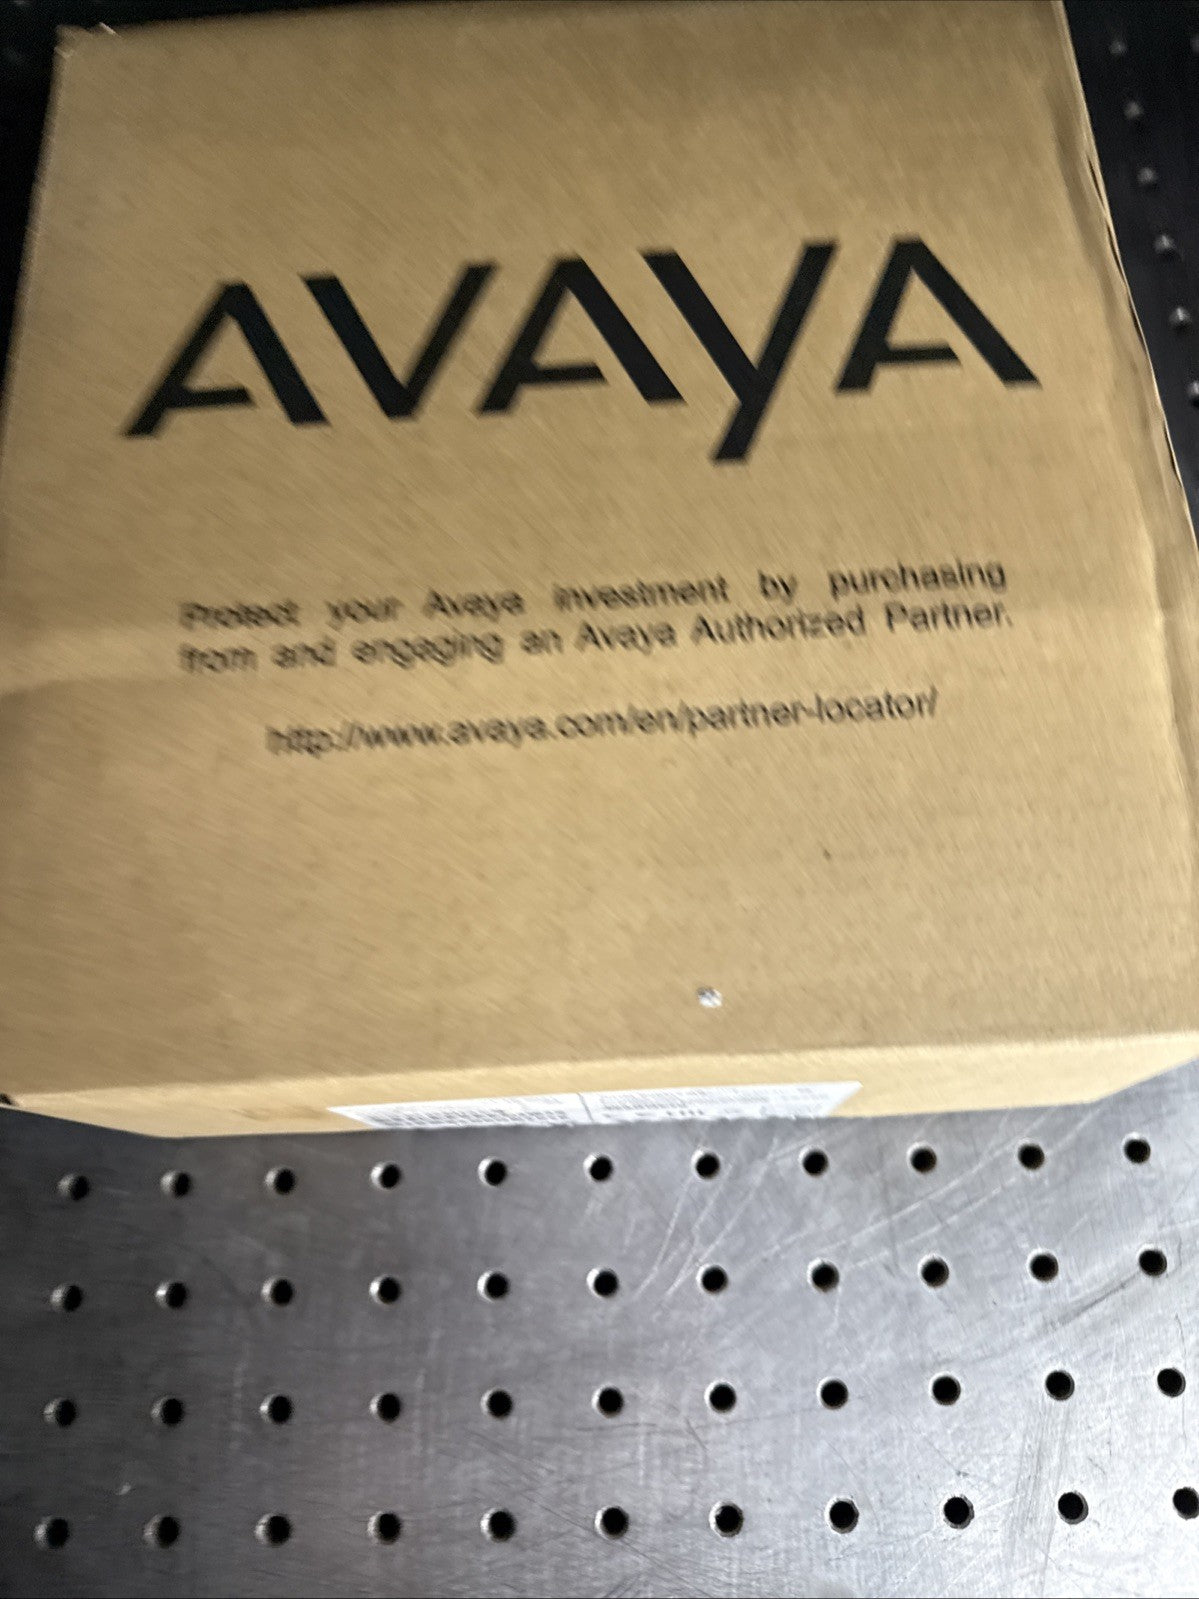 AVAYA
Protect your Avaya investment by purchasing
from and engaging an Avaya Authorized Partner.
http://www.avaya.com/en/partner-locator/